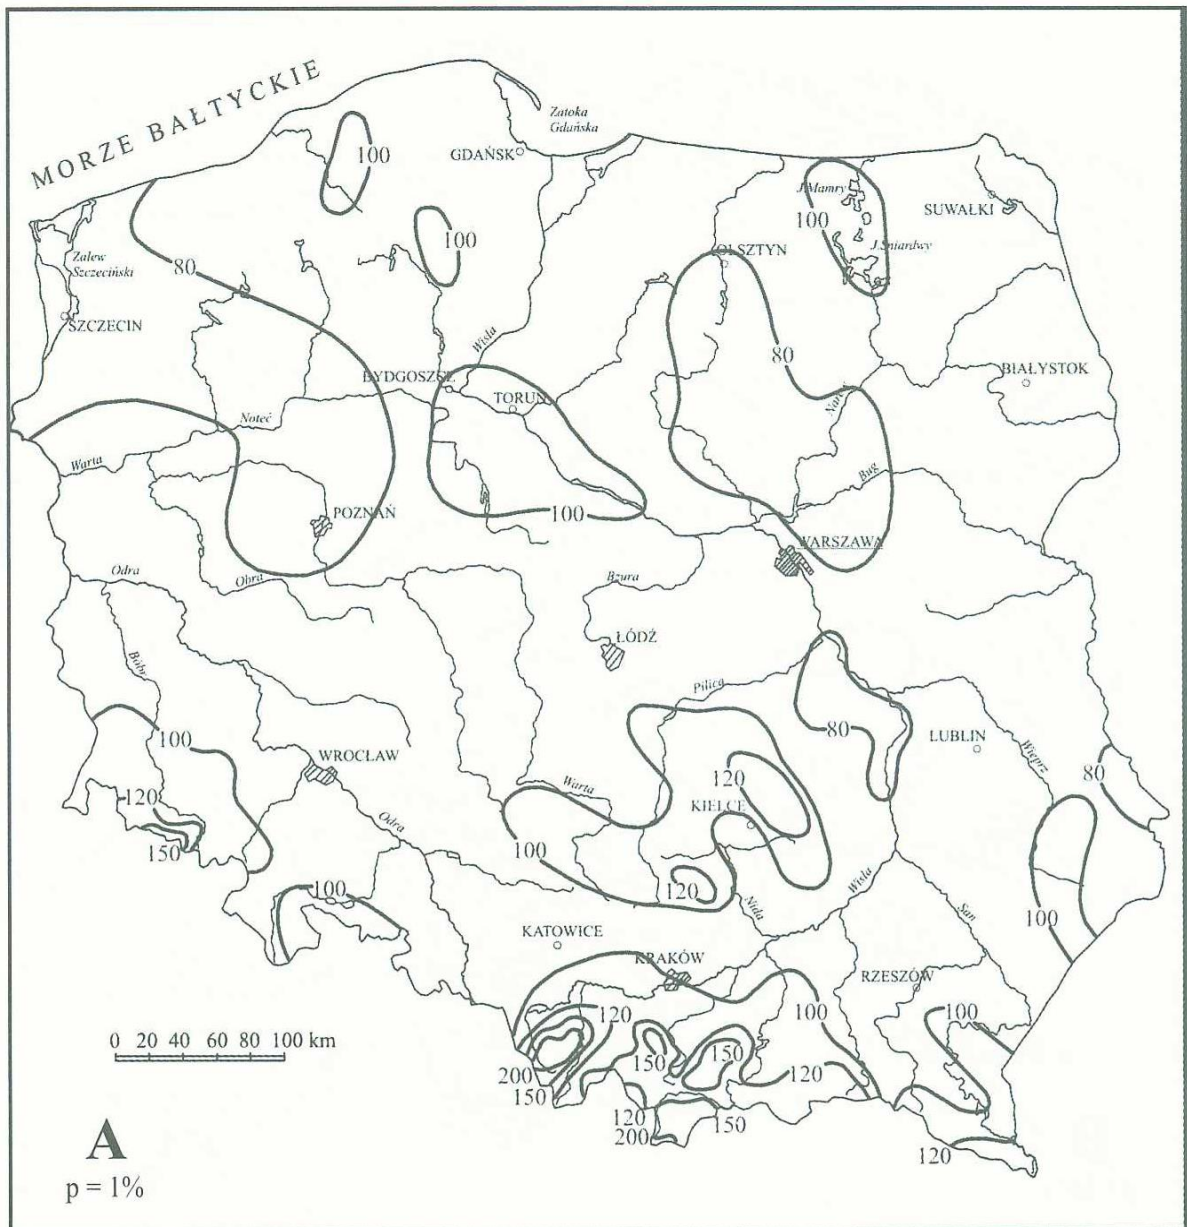 MORZE BAŁTYCKIE
Zatoka
Gdańska
GDAŃSK
100
J.Mamry
SUWAŁKI
100
J.Śniardwy
100
OLSZTYN
Zalew
Szczeciński
80
SZCZECIN
Wisła
80
BIAŁYSTOK
BYDGOSZCZ
TORUŃ
Narew
Noteć
Warta
Bug
POZNAŃ
100
WARSZAWA
Odra
Obra
Bzura
ŁÓDŹ
Bóbr
Pilica
80
100
WROCŁAW
LUBLIN
Wieprz
80
120
Warta
120
KIELCE
Odra
150
100
Wisła
100
120
Nida
San
100
KATOWICE
KRAKÓW
RZESZÓW
120
100
100
0 20 40 60 80 100 km
150
150
200
120
150
120
150
200
120
A
p = 1%